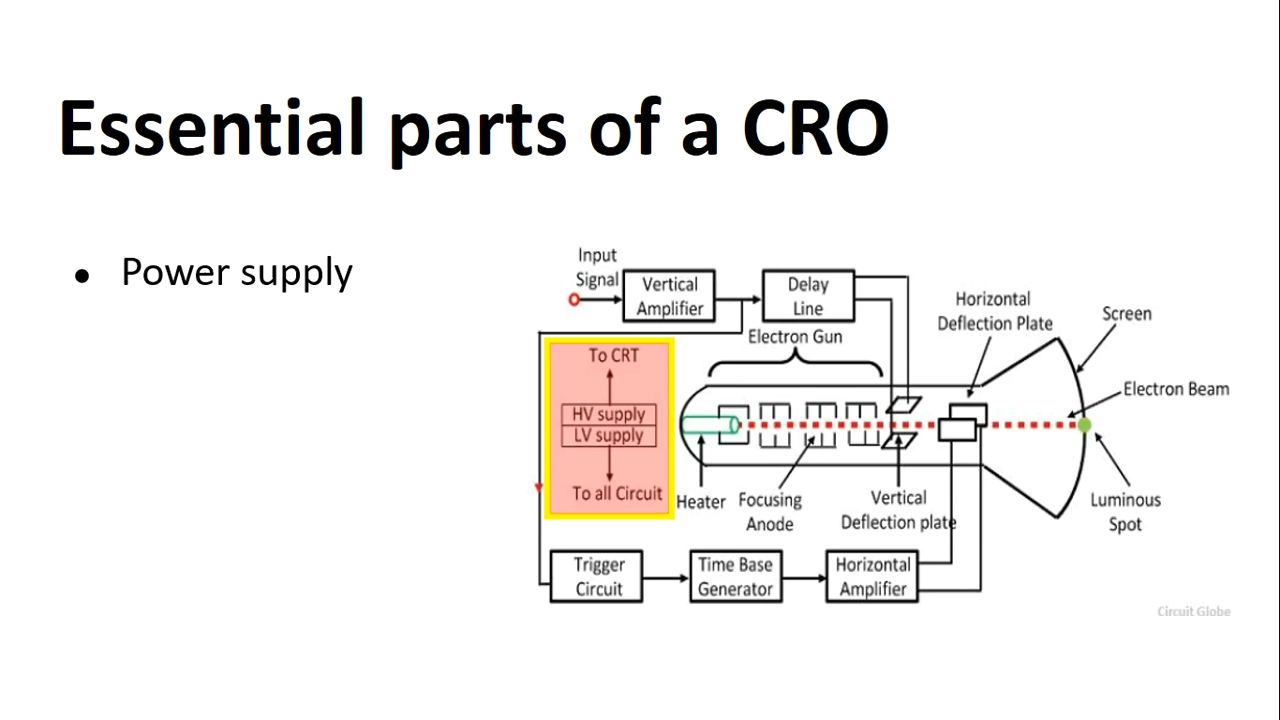 Essential parts of a CRO
● Power supply
Input
Signal
Vertical
Amplifier
Delay
Line
Electron Gun
Horizontal
Deflection Plate
Screen
Electron Beam
To CRT
HV supply
LV supply
To all Circuit
Heater
Focusing
Anode
Vertical
Deflection plate
Luminous
Spot
Trigger
Circuit
Time Base
Generator
Horizontal
Amplifier
Circuit Globe